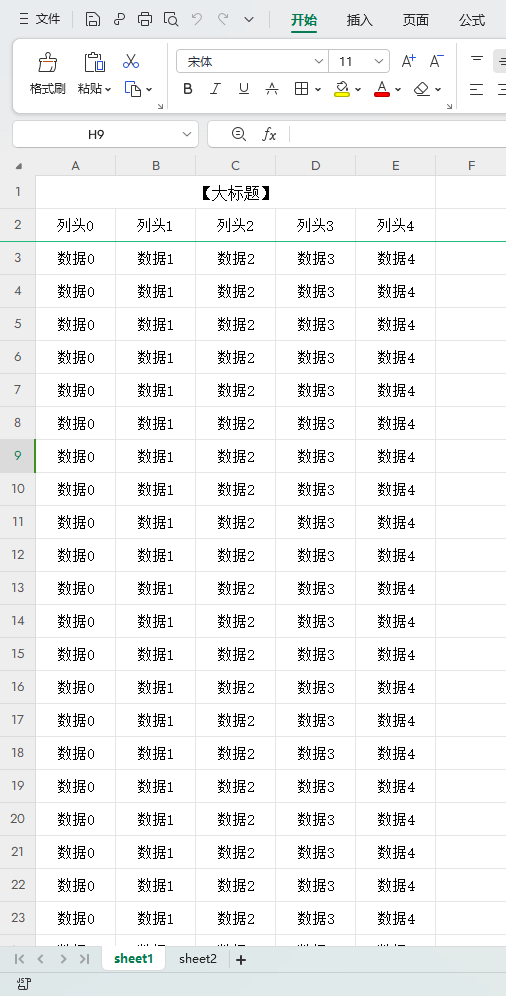 文件 开始 插入 页面 公式
宋体 11 A+ A-
格式刷 粘贴 B I U A A
H9 fx
A B C D E F
1 【大标题】
2 列头0 列头1 列头2 列头3 列头4
3 数据0 数据1 数据2 数据3 数据4
4 数据0 数据1 数据2 数据3 数据4
5 数据0 数据1 数据2 数据3 数据4
6 数据0 数据1 数据2 数据3 数据4
7 数据0 数据1 数据2 数据3 数据4
8 数据0 数据1 数据2 数据3 数据4
9 数据0 数据1 数据2 数据3 数据4
10 数据0 数据1 数据2 数据3 数据4
11 数据0 数据1 数据2 数据3 数据4
12 数据0 数据1 数据2 数据3 数据4
13 数据0 数据1 数据2 数据3 数据4
14 数据0 数据1 数据2 数据3 数据4
15 数据0 数据1 数据2 数据3 数据4
16 数据0 数据1 数据2 数据3 数据4
17 数据0 数据1 数据2 数据3 数据4
18 数据0 数据1 数据2 数据3 数据4
19 数据0 数据1 数据2 数据3 数据4
20 数据0 数据1 数据2 数据3 数据4
21 数据0 数据1 数据2 数据3 数据4
22 数据0 数据1 数据2 数据3 数据4
23 数据0 数据1 数据2 数据3 数据4
sheet1 sheet2 +